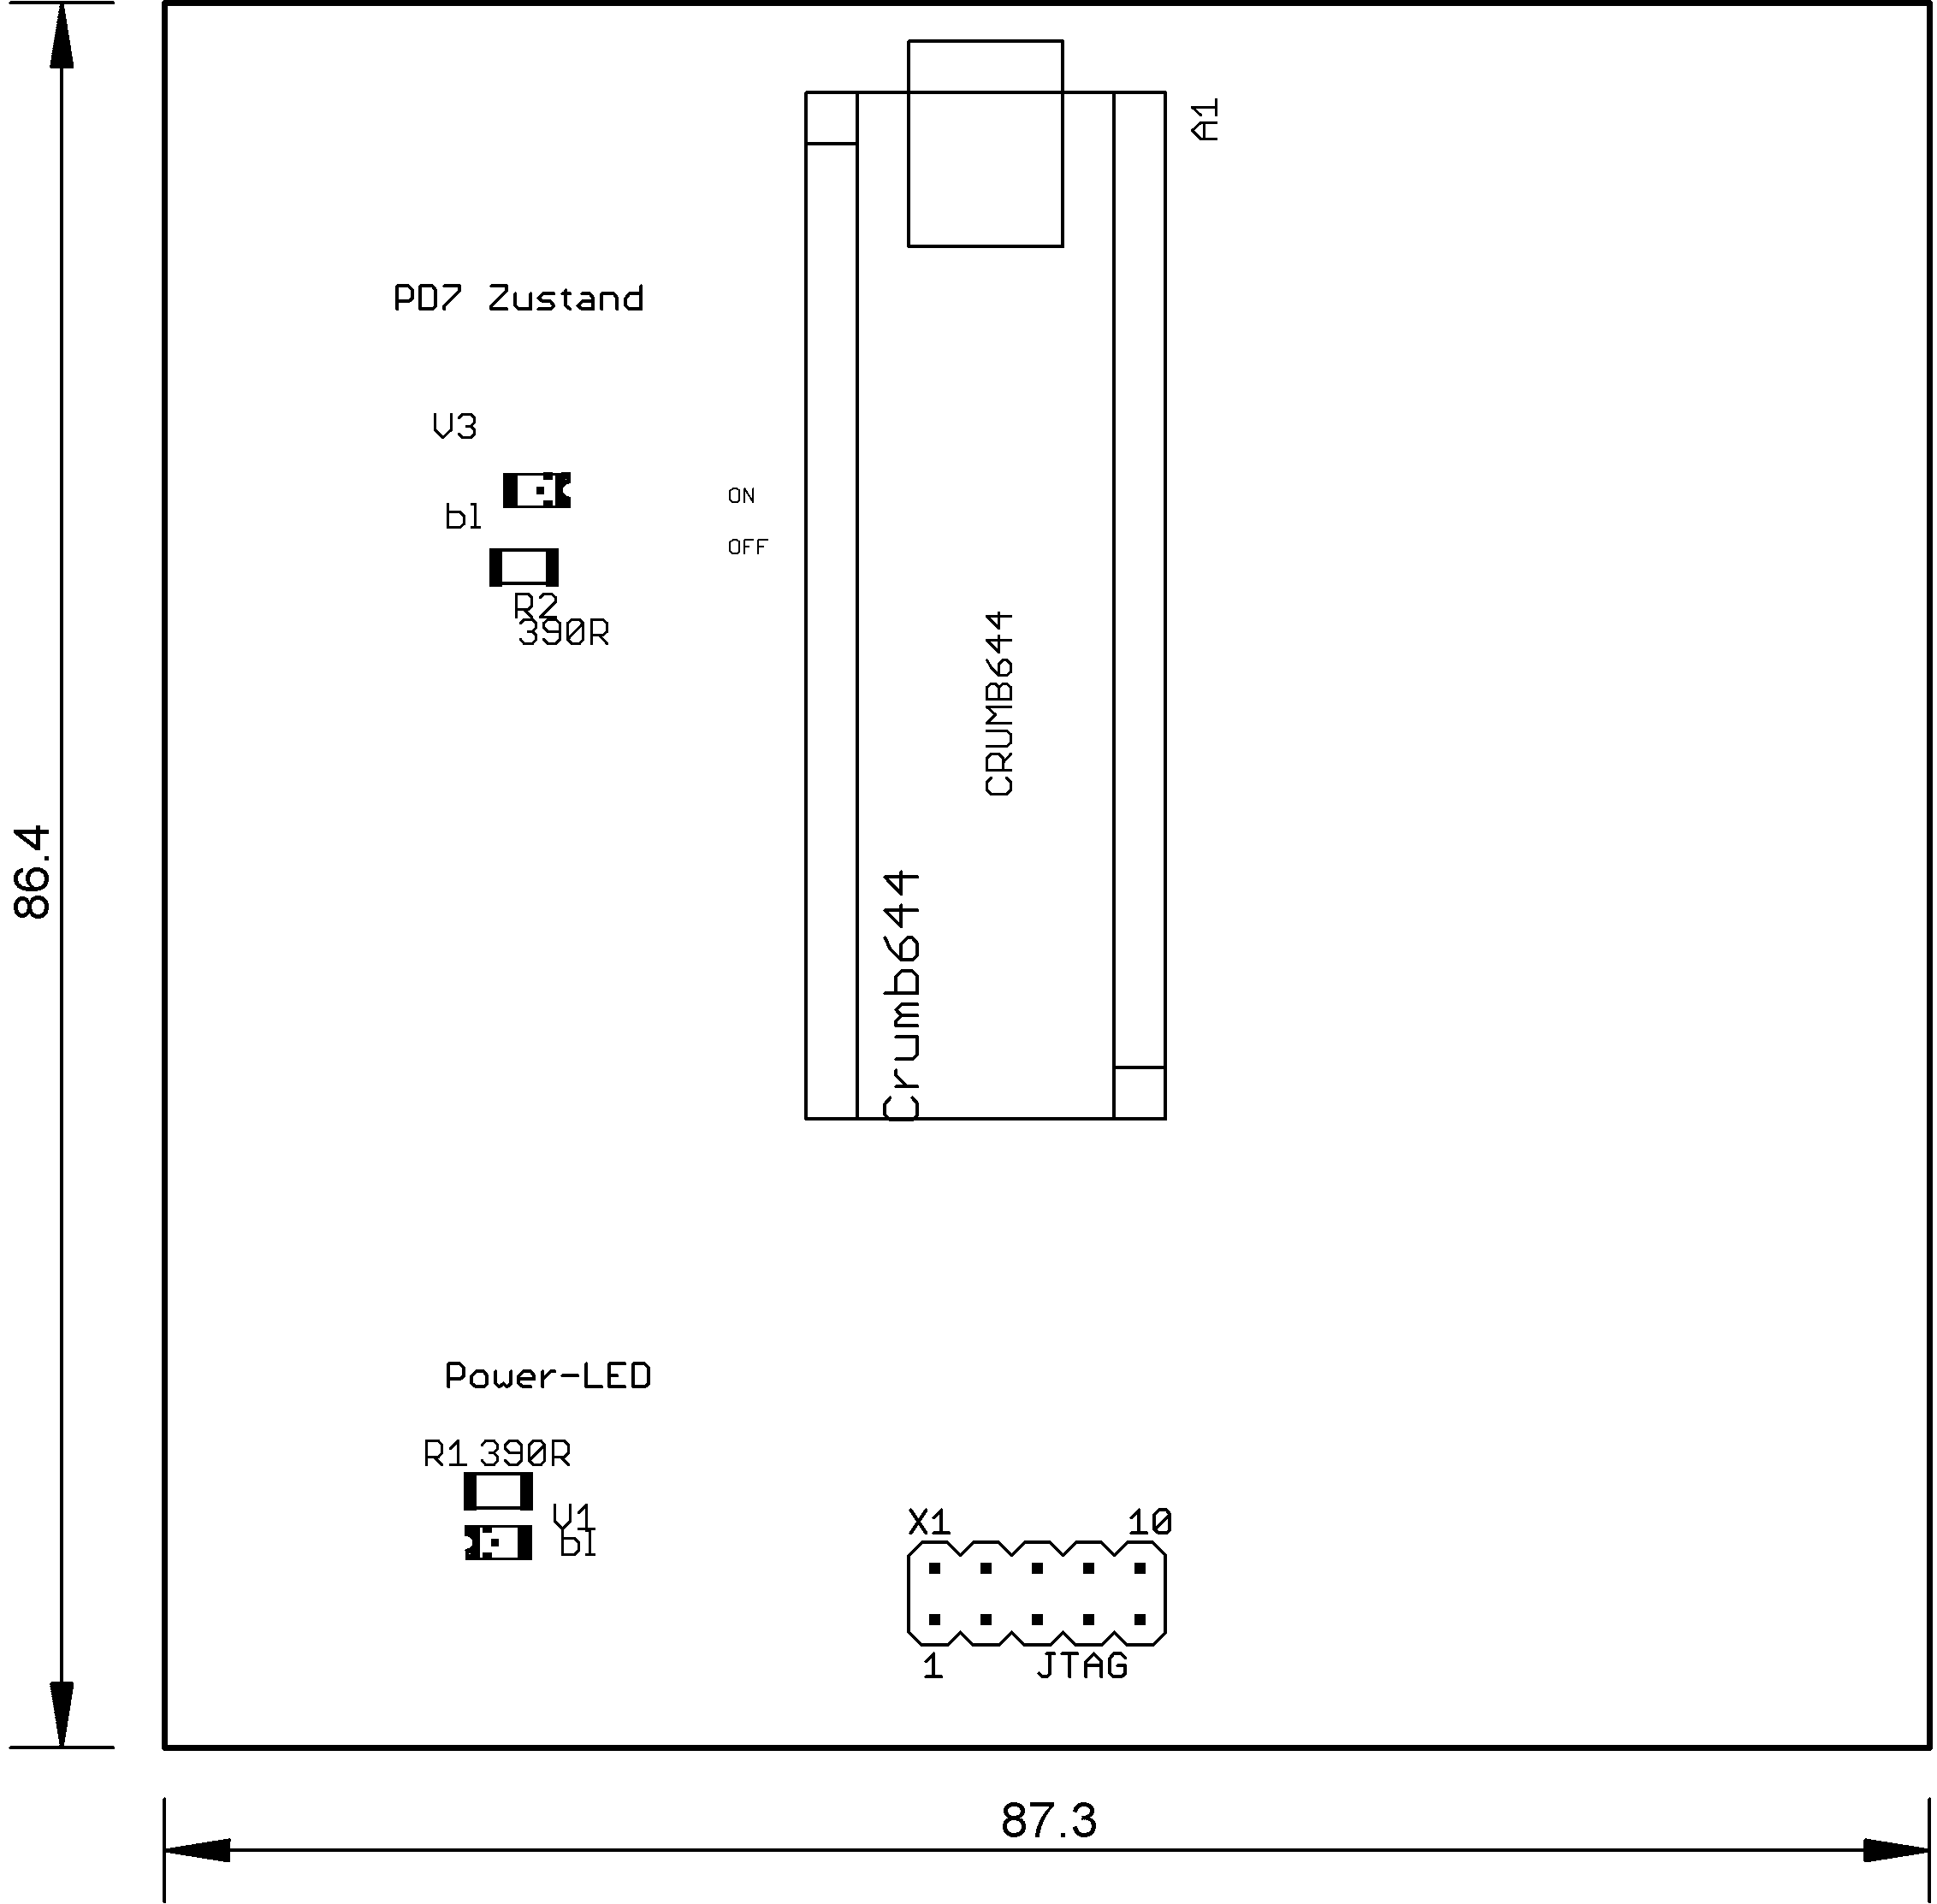 A1
PD7 Zustand
V3
ON
bl
OFF
R2
390R
CRUMB644
86.4
Crumb644
Power-LED
R1 390R
V1
bl
X1 10
1 JTAG
87.3